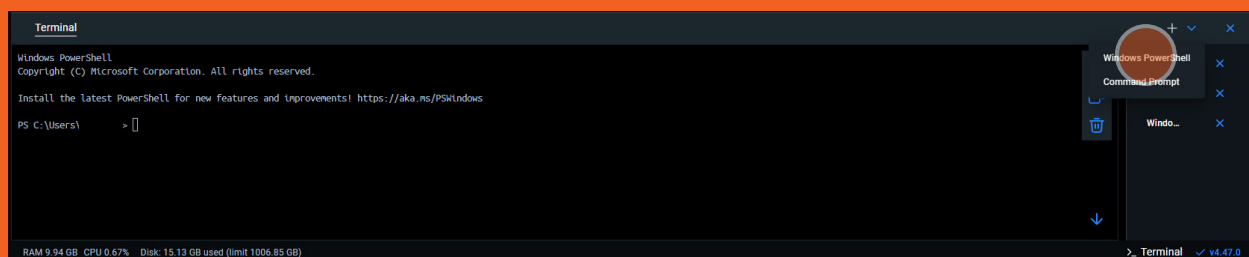 Terminal
Windows PowerShell
Copyright (C) Microsoft Corporation. All rights reserved.
Install the latest PowerShell for new features and improvements! https://aka.ms/PSWindows
PS C:\Users\ >
Windows PowerShell
Command Prompt
Windo...
RAM 9.94 GB CPU 0.67% Disk: 15.13 GB used (limit 1006.85 GB)
>_ Terminal v4.47.0